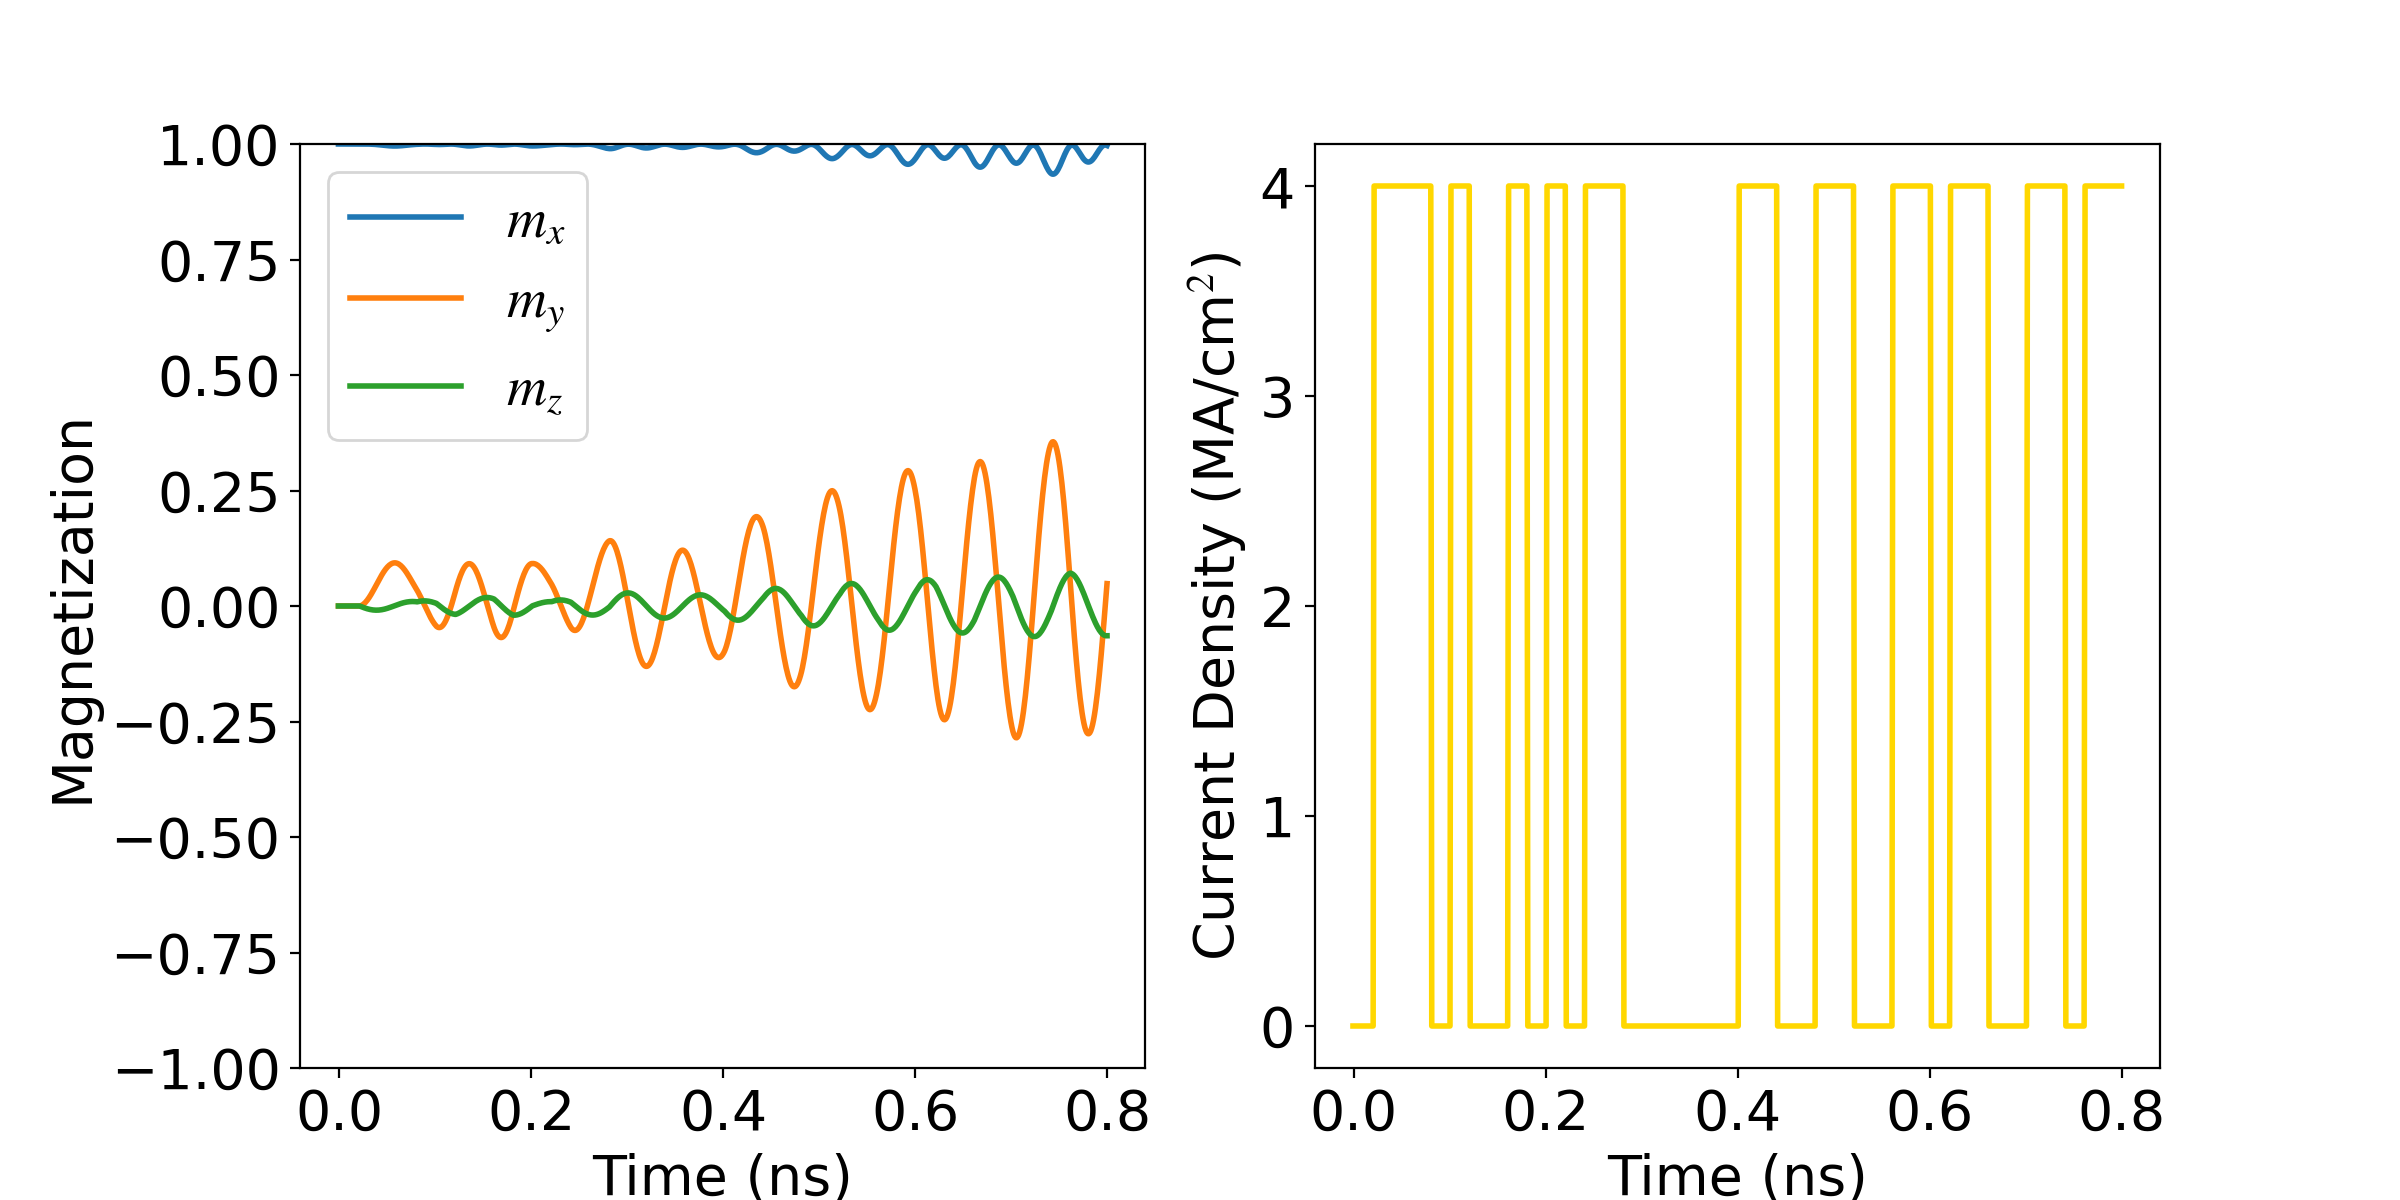 Magnetization
1.00
0.75
0.50
0.25
0.00
−0.25
−0.50
−0.75
−1.00
m_x
m_y
m_z
0.0 0.2 0.4 0.6 0.8
Time (ns)
Current Density (MA/cm²)
4
3
2
1
0
0.0 0.2 0.4 0.6 0.8
Time (ns)